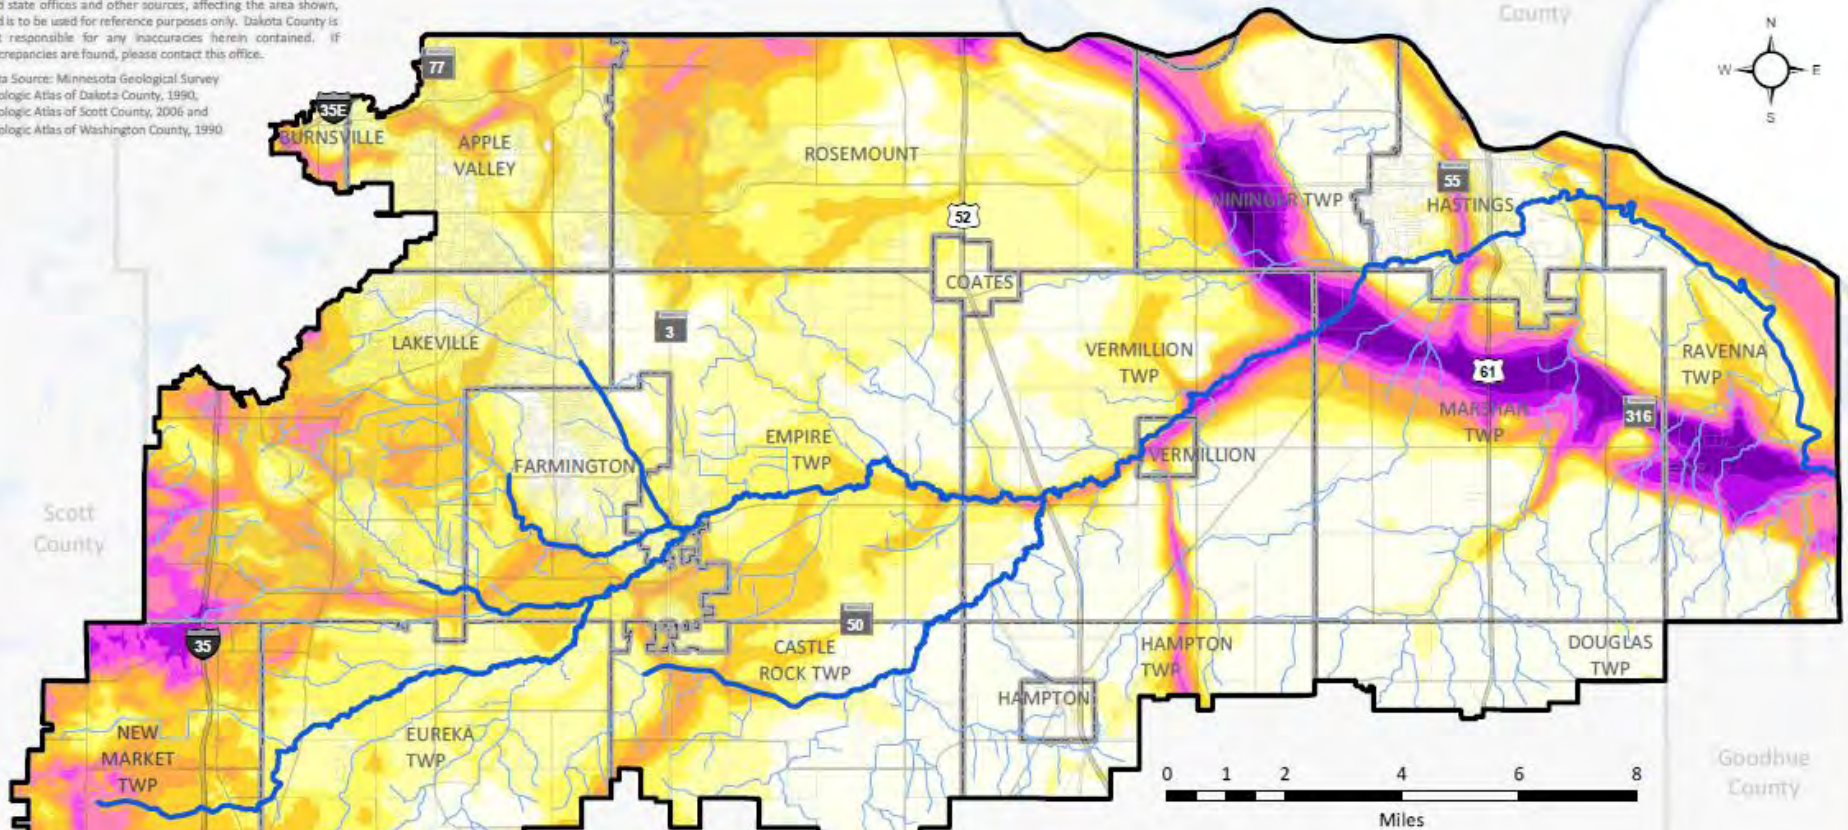 state offices and other sources, affecting the area shown,
is to be used for reference purposes only. Dakota County is
responsible for any inaccuracies herein contained. If
crepancies are found, please contact this office.
ta Source: Minnesota Geological Survey
ologic Atlas of Dakota County, 1990,
ologic Atlas of Scott County, 2006 and
ologic Atlas of Washington County, 1990
County
N
W
E
S
77
35E
BURNSVILLE
APPLE
VALLEY
ROSEMOUNT
52
NININGER TWP
55
HASTINGS
COATES
3
LAKEVILLE
VERMILLION
TWP
61
RAVENNA
TWP
316
MARSHAN
TWP
EMPIRE
TWP
FARMINGTON
VERMILLION
Scott
County
35
50
CASTLE
ROCK TWP
HAMPTON
TWP
DOUGLAS
TWP
HAMPTON
NEW
MARKET
TWP
EUREKA
TWP
Goodhue
County
0 1 2 4 6 8
Miles